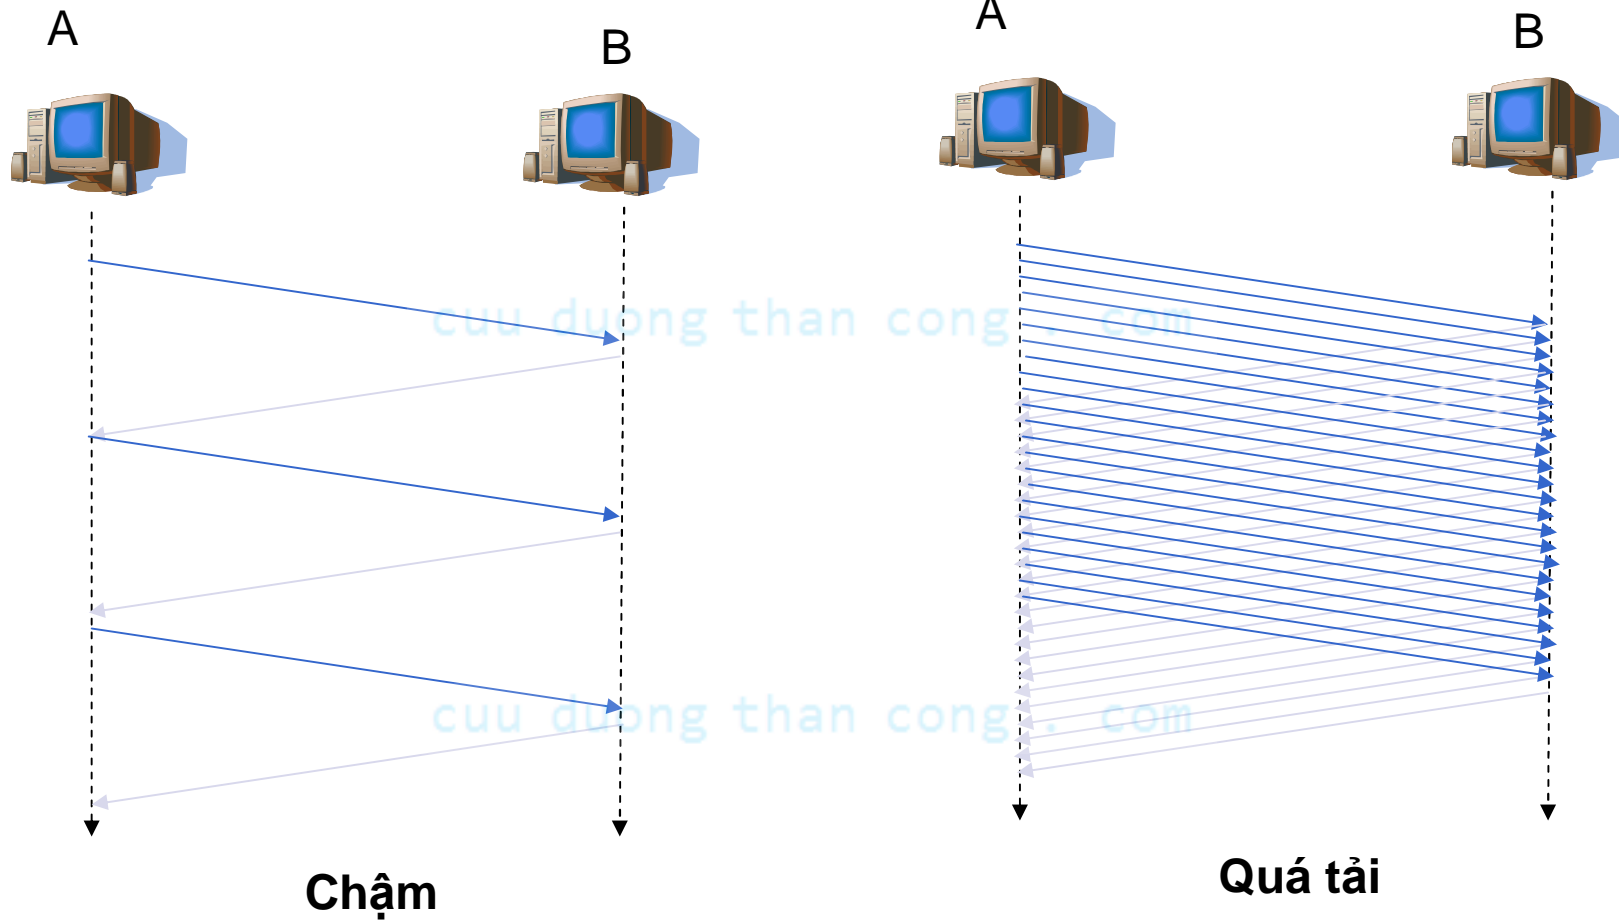 A
B
A
B
cuu duong than cong . com
cuu duong than cong . com
Chậm
Quá tải